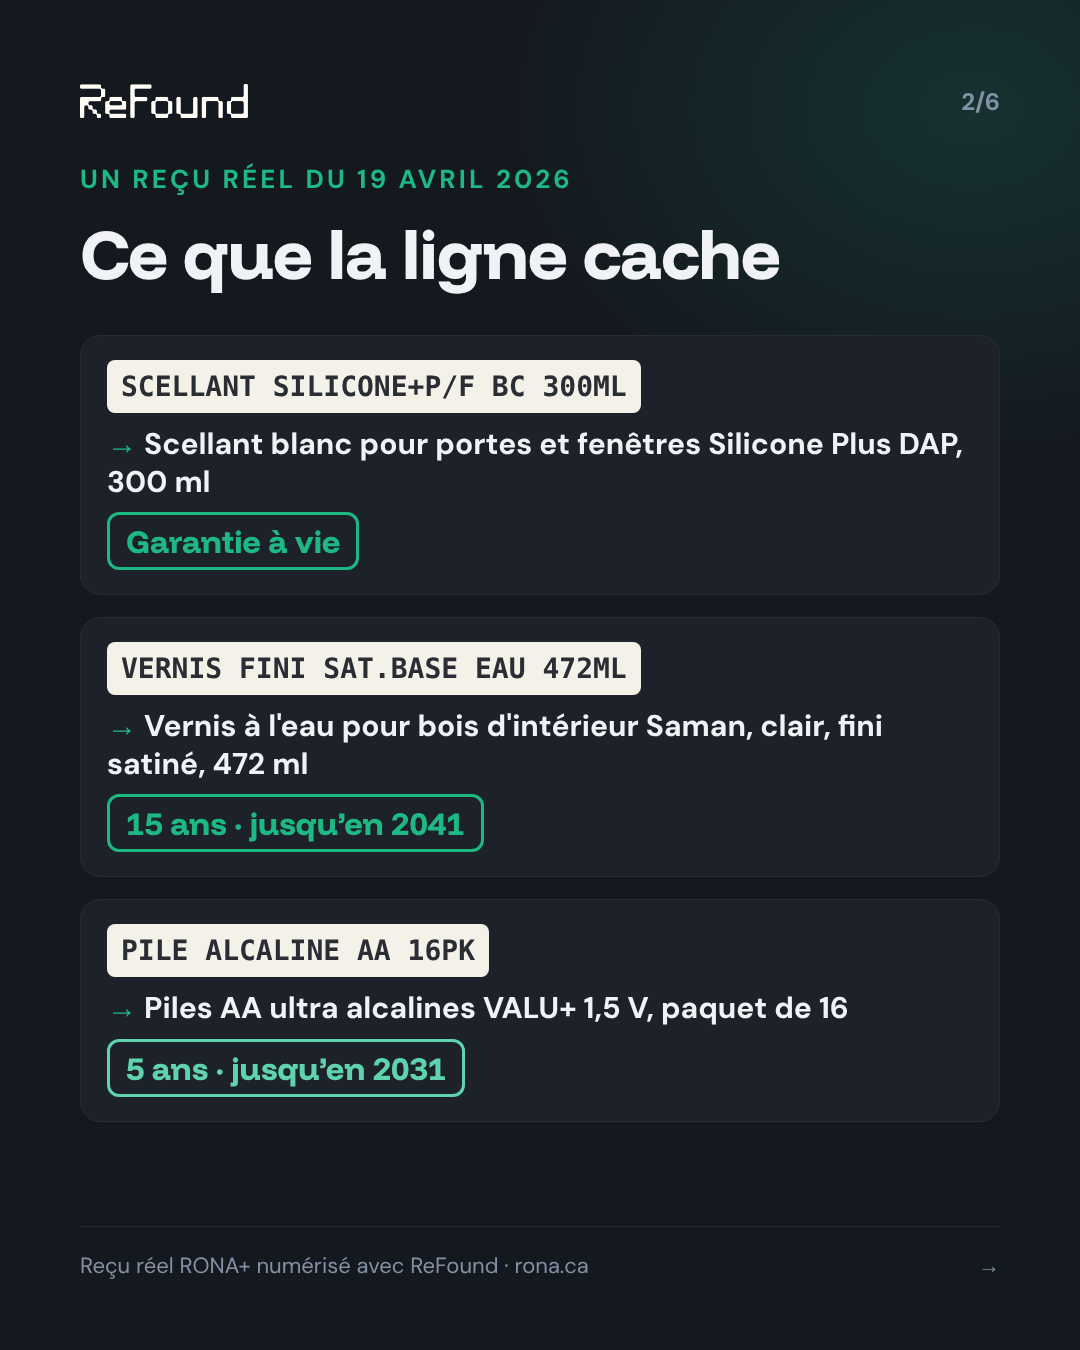 ReFound
2/6
UN REÇU RÉEL DU 19 AVRIL 2026
Ce que la ligne cache
SCELLANT SILICONE+P/F BC 300ML
→ Scellant blanc pour portes et fenêtres Silicone Plus DAP,
300 ml
Garantie à vie
VERNIS FINI SAT.BASE EAU 472ML
→ Vernis à l'eau pour bois d'intérieur Saman, clair, fini
satiné, 472 ml
15 ans · jusqu’en 2041
PILE ALCALINE AA 16PK
→ Piles AA ultra alcalines VALU+ 1,5 V, paquet de 16
5 ans · jusqu’en 2031
Reçu réel RONA+ numérisé avec ReFound · rona.ca
→